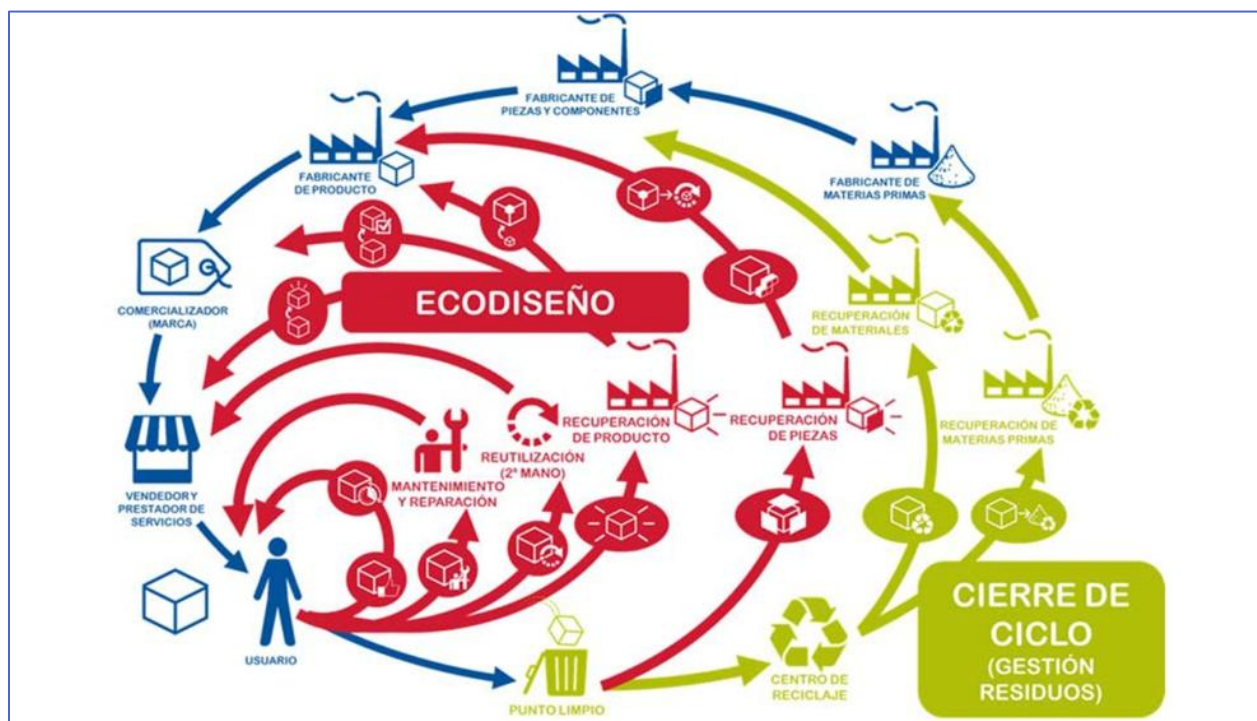 FABRICANTE DE
PIEZAS Y COMPONENTES
FABRICANTE
DE PRODUCTO
FABRICANTE DE
MATERIAS PRIMAS
COMERCIALIZADOR
(MARCA)
ECODISEÑO
RECUPERACIÓN
DE MATERIALES
RECUPERACIÓN
DE PRODUCTO
RECUPERACIÓN
DE PIEZAS
RECUPERACIÓN DE
MATERIAS PRIMAS
REUTILIZACIÓN
(2ª MANO)
MANTENIMIENTO
Y REPARACIÓN
VENDEDOR Y
PRESTADOR DE
SERVICIOS
USUARIO
PUNTO LIMPIO
CENTRO DE
RECICLAJE
CIERRE DE
CICLO
(GESTIÓN
RESIDUOS)